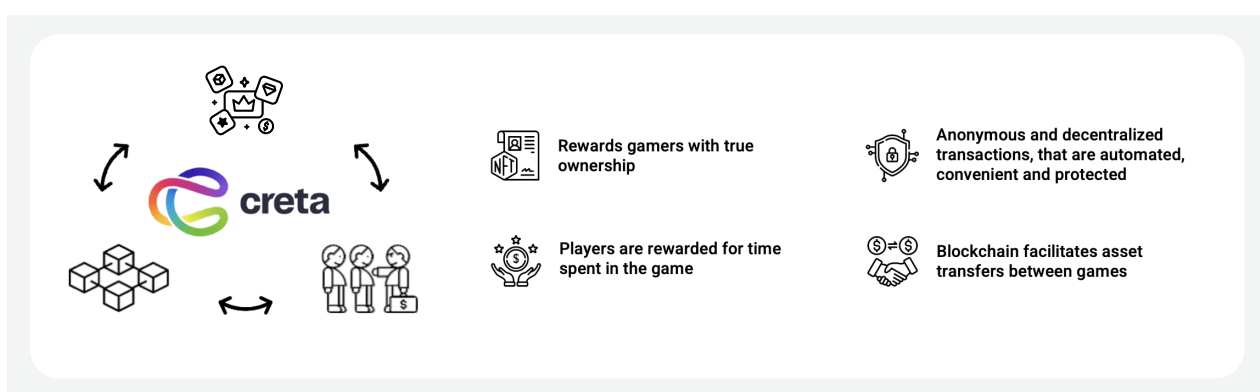 creta
Rewards gamers with true
ownership
NFT
Players are rewarded for time
spent in the game
$
Anonymous and decentralized
transactions, that are automated,
convenient and protected
$ $
Blockchain facilitates asset
transfers between games
$
$